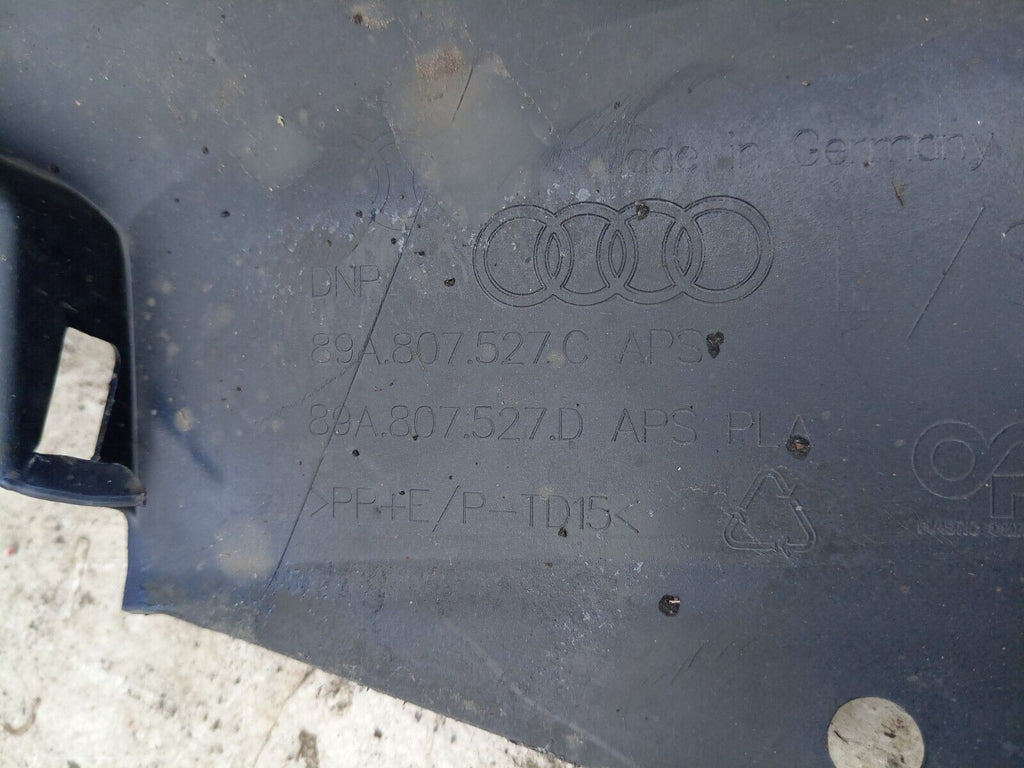 Made in Germany
DNP
89A.807.527.C APS
89A.807.527.D APS PLA
>PP+E/P-TD15<